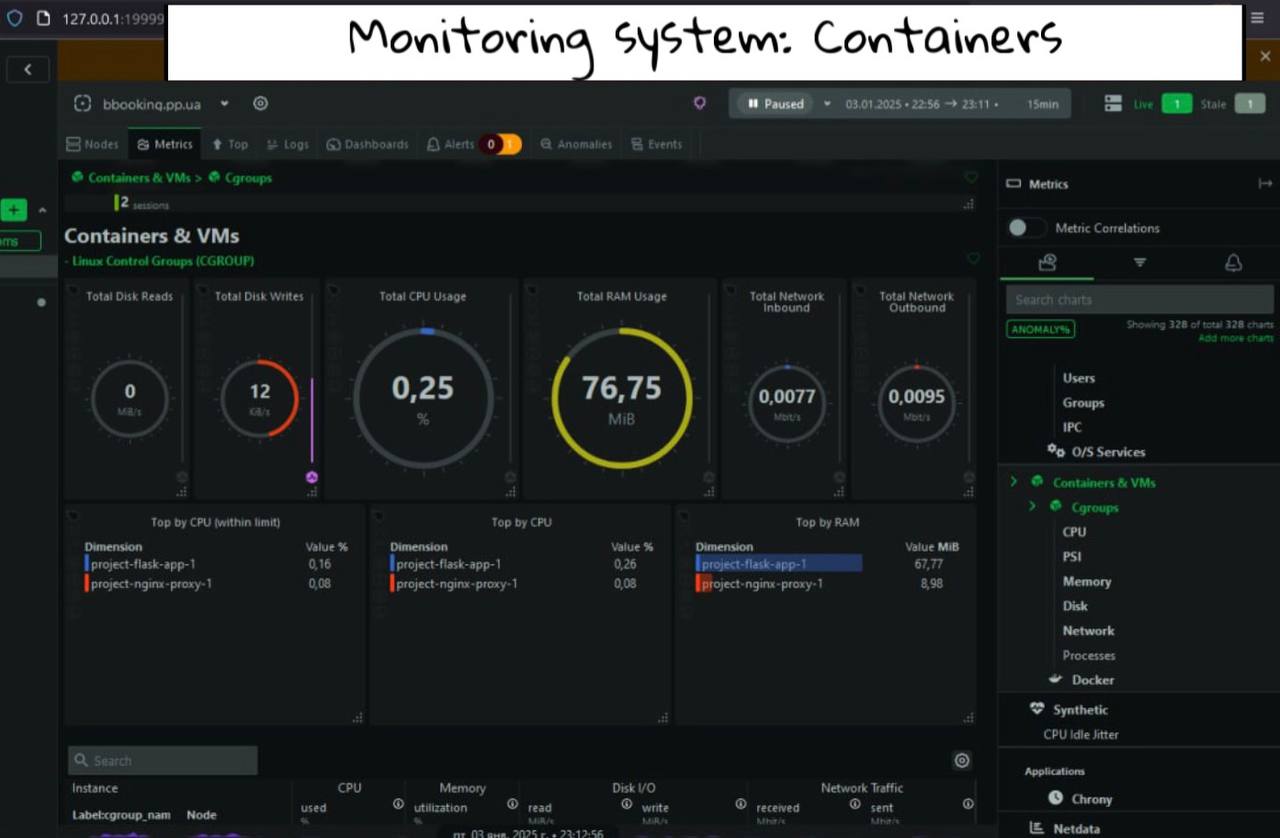 127.0.0.1:19999
Monitoring system: Containers
bbooking.pp.ua
Paused 03.01.2025 • 22:56 → 23:11 • 15min
Live 1 Stale 1
Nodes Metrics Top Logs Dashboards Alerts 0 1 Anomalies Events
Containers & VMs > Cgroups
2 sessions
Containers & VMs
- Linux Control Groups (CGROUP)
Total Disk Reads
0
MiB/s
Total Disk Writes
12
KiB/s
Total CPU Usage
0,25
%
Total RAM Usage
76,75
MiB
Total Network
Inbound
0,0077
Mbit/s
Total Network
Outbound
0,0095
Mbit/s
Top by CPU (within limit)
Dimension Value %
project-flask-app-1 0,16
project-nginx-proxy-1 0,08
Top by CPU
Dimension Value %
project-flask-app-1 0,26
project-nginx-proxy-1 0,08
Top by RAM
Dimension Value MiB
project-flask-app-1 67,77
project-nginx-proxy-1 8,98
Search
Instance CPU Memory Disk I/O Network Traffic
Label:cgroup_nam Node used utilization read write received sent
% MiB/s MiB/s Mbit/s Mbit/s
пт, 03 янв. 2025 г. • 23:12:56
Metrics
Metric Correlations
Search charts
ANOMALY%
Showing 328 of total 328 charts
Add more charts
Users
Groups
IPC
O/S Services
Containers & VMs
Cgroups
CPU
PSI
Memory
Disk
Network
Processes
Docker
Synthetic
CPU Idle Jitter
Applications
Chrony
Netdata